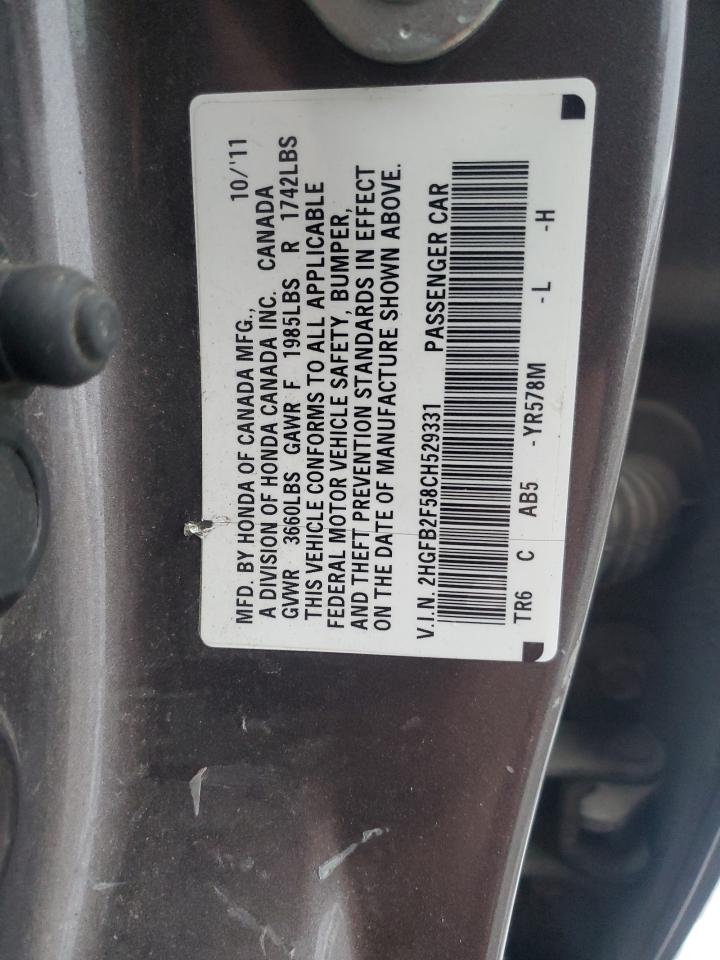 MFD. BY HONDA OF CANADA MFG., 10/'11
A DIVISION OF HONDA CANADA INC. CANADA
GVWR 3660LBS GAWR F 1985LBS R 1742LBS
THIS VEHICLE CONFORMS TO ALL APPLICABLE
FEDERAL MOTOR VEHICLE SAFETY, BUMPER,
AND THEFT PREVENTION STANDARDS IN EFFECT
ON THE DATE OF MANUFACTURE SHOWN ABOVE.
V.I.N. 2HGFB2F58CH529331 PASSENGER CAR
TR6 C AB5 -YR578M -L -H